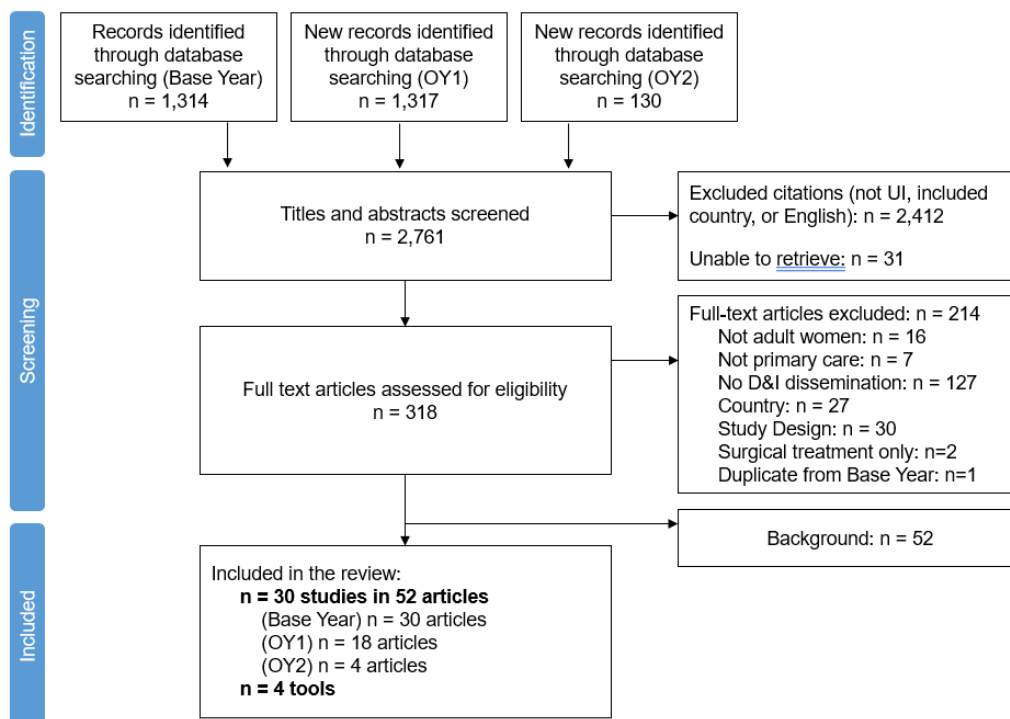 Identification
Records identified
through database
searching (Base Year)
n = 1,314
New records identified
through database
searching (OY1)
n = 1,317
New records identified
through database
searching (OY2)
n = 130
Screening
Titles and abstracts screened
n = 2,761
Excluded citations (not UI, included
country, or English): n = 2,412
Unable to retrieve: n = 31
Full text articles assessed for eligibility
n = 318
Full-text articles excluded: n = 214
Not adult women: n = 16
Not primary care: n = 7
No D&I dissemination: n = 127
Country: n = 27
Study Design: n = 30
Surgical treatment only: n=2
Duplicate from Base Year: n=1
Included
Background: n = 52
Included in the review:
n = 30 studies in 52 articles
(Base Year) n = 30 articles
(OY1) n = 18 articles
(OY2) n = 4 articles
n = 4 tools